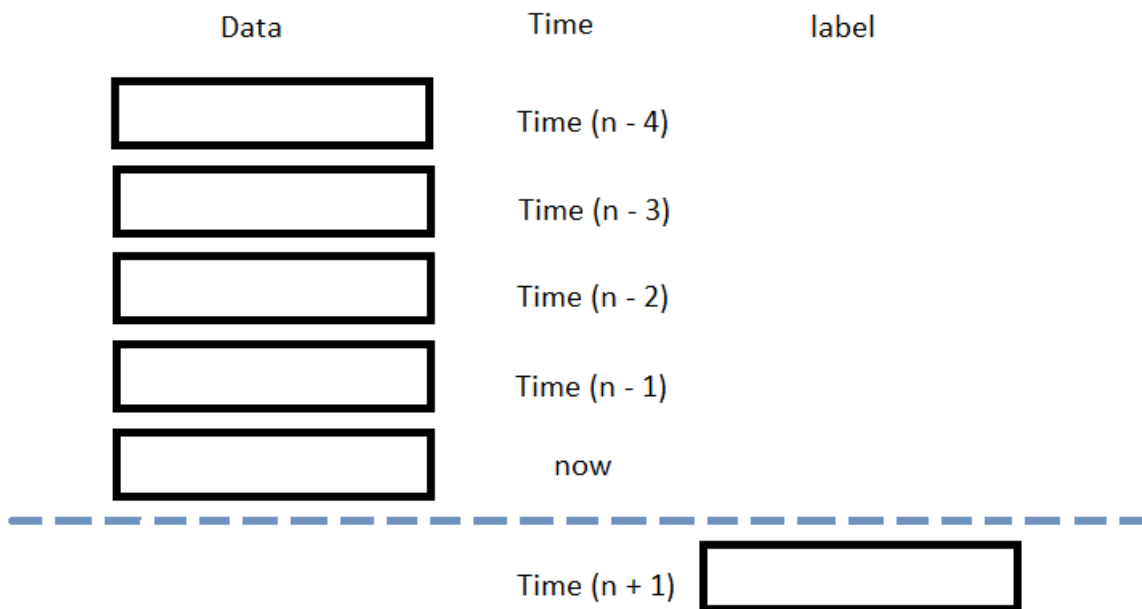 Data Time label
Time (n - 4)
Time (n - 3)
Time (n - 2)
Time (n - 1)
now
Time (n + 1)